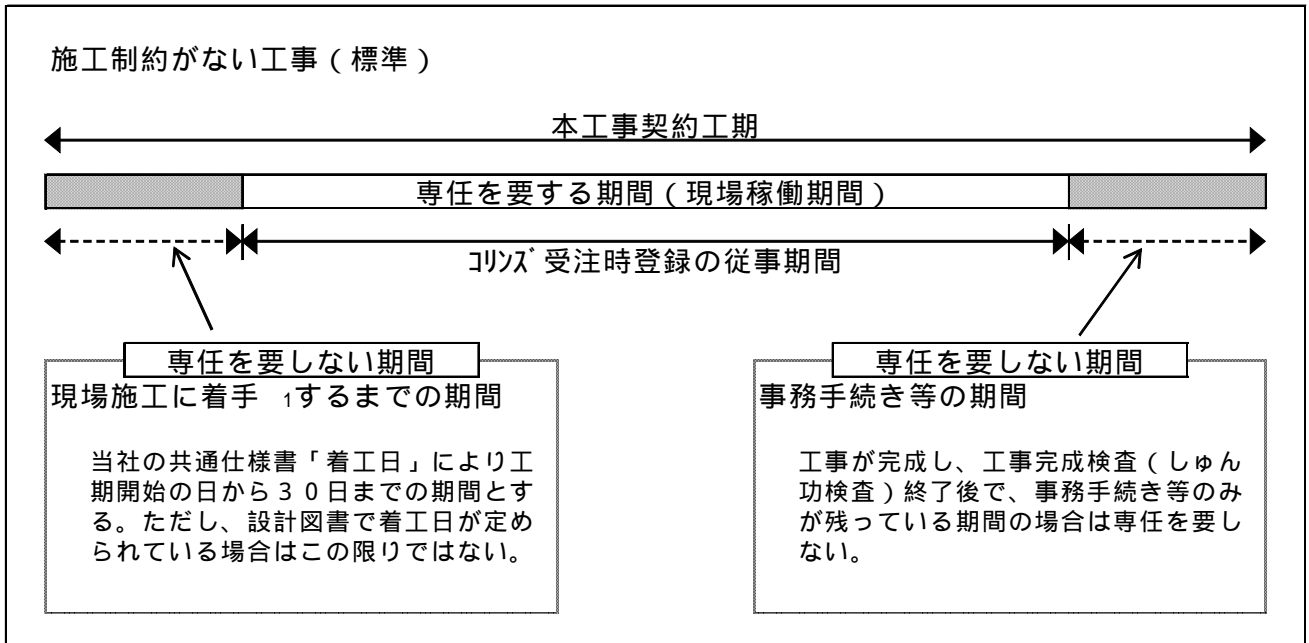 施工制約がない工事（標準）
本工事契約工期
専任を要する期間（現場稼働期間）
ｺﾘﾝｽﾞ受注時登録の従事期間
専任を要しない期間
現場施工に着手 1するまでの期間
当社の共通仕様書「着工日」により工
期開始の日から３０日までの期間とす
る。ただし、設計図書で着工日が定め
られている場合はこの限りではない。
専任を要しない期間
事務手続き等の期間
工事が完成し、工事完成検査（しゅん
功検査）終了後で、事務手続き等のみ
が残っている期間の場合は専任を要し
ない。